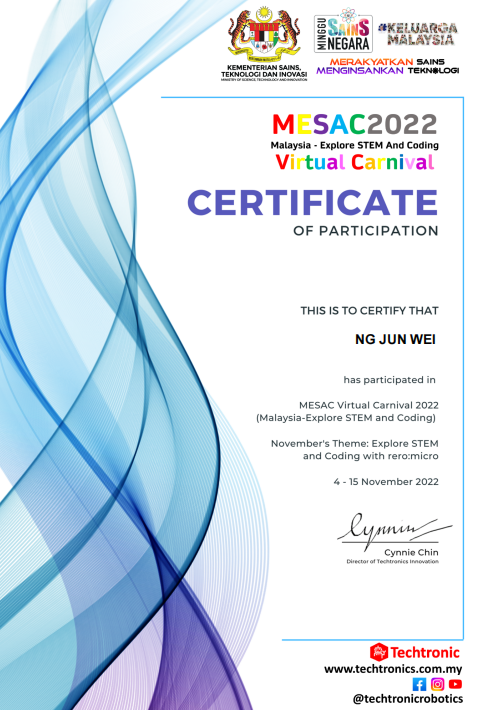 KEMENTERIAN SAINS,
TEKNOLOGI DAN INOVASI
MINISTRY OF SCIENCE, TECHNOLOGY AND INNOVATION
MINGGU
SAINS
NEGARA
#KELUARGA
MALAYSIA
MERAKYATKAN SAINS
MENGINSANKAN TEKNOLOGI
MESAC2022
Malaysia - Explore STEM And Coding
Virtual Carnival
CERTIFICATE
OF PARTICIPATION
THIS IS TO CERTIFY THAT
NG JUN WEI
has participated in
MESAC Virtual Carnival 2022
(Malaysia-Explore STEM and Coding)
November's Theme: Explore STEM
and Coding with rero:micro
4 - 15 November 2022
Cynnie Chin
Director of Techtronics Innovation
Techtronic
www.techtronics.com.my
@techtronicrobotics